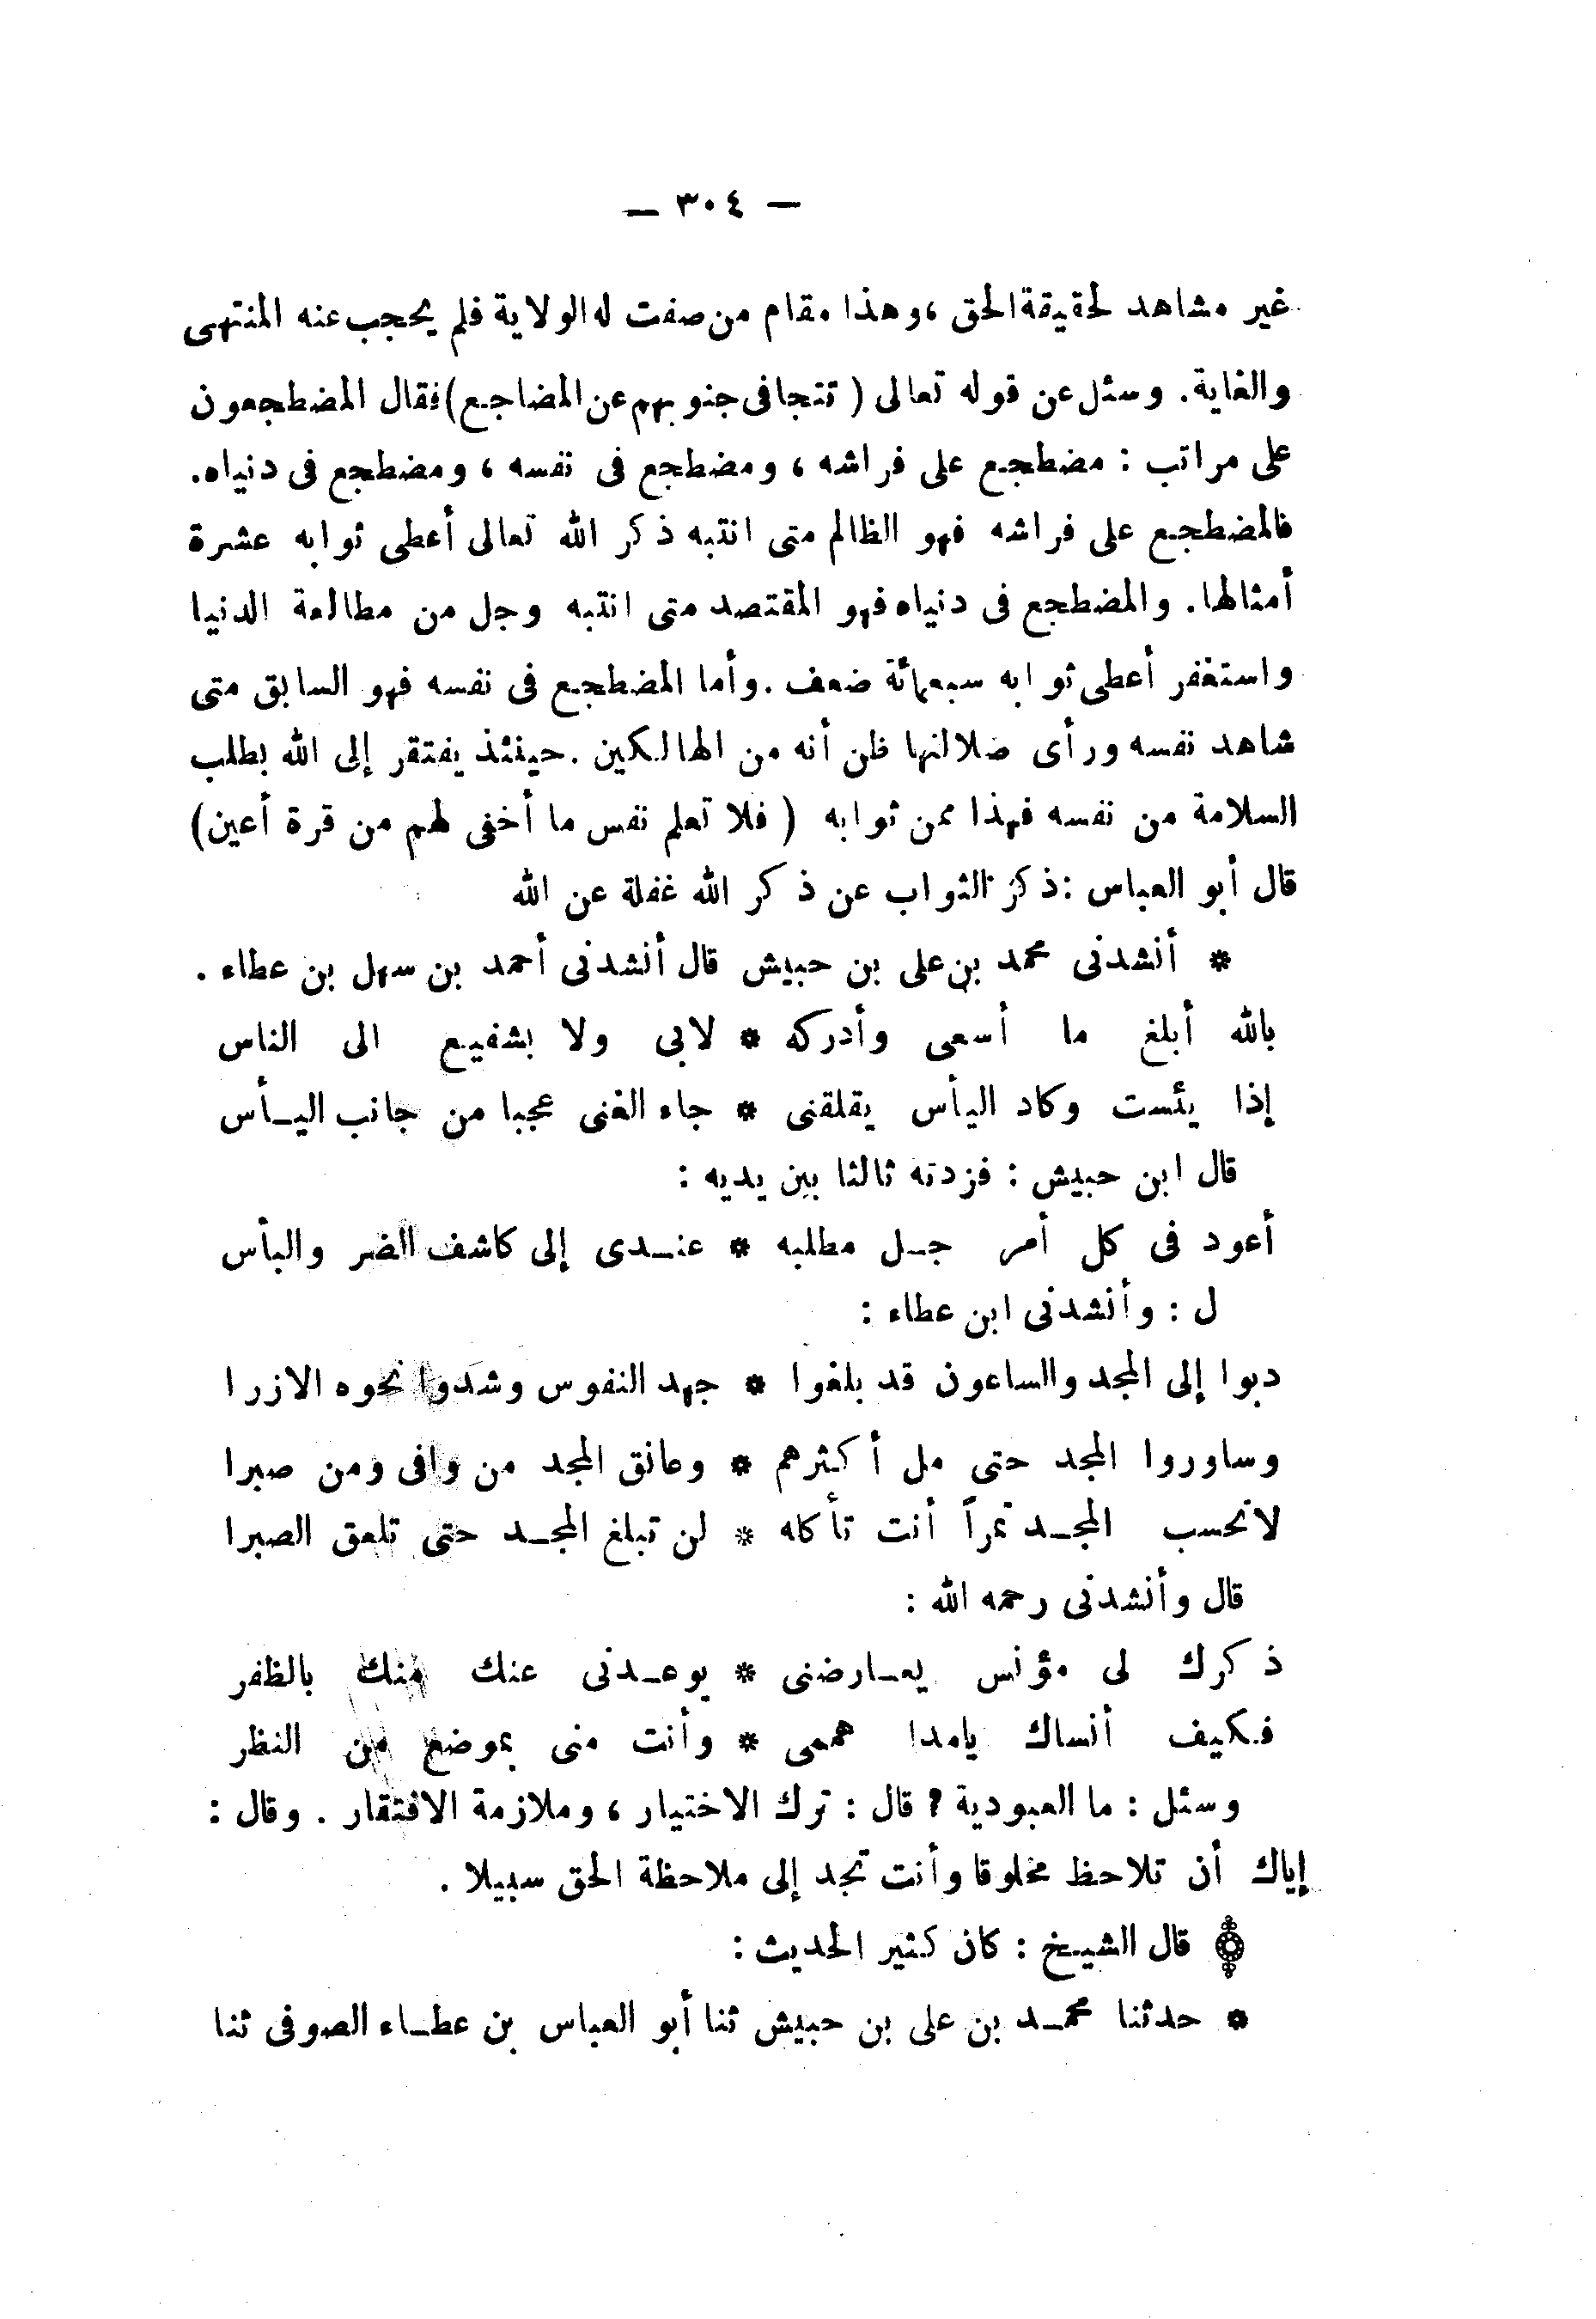 — ٣٠٤ —
غير مشاهد لحقيقة الحق ، وهذا مقام من صفت له الولاية فلم يحجب عنه المنتهى
والغاية. وسئل عن قوله تعالى ( تتجافى جنوبهم عن المضاجع) فقال المضطجعون
على مراتب : مضطجع على فراشه ، ومضطجع فى نفسه ، ومضطجع فى دنياه.
فالمضطجع على فراشه فهو الظالم متى انتبه ذكر الله تعالى أعطى ثوابه عشرة
أمثالها. والمضطجع فى دنياه فهو المقتصد متى انتبه وجل من مطالعة الدنيا
واستغفر أعطى ثوابه سبعمائة ضعف . وأما المضطجع فى نفسه فهو السابق متى
شاهد نفسه ورأى ضلالتها ظن أنه من الهالكين . حينئذ يفتقر إلى الله بطلب
السلامة من نفسه فهذا ممن ثوابه ( فلا تعلم نفس ما أخفى لهم من قرة أعين)
قال أبو العباس : ذكر الثواب عن ذكر الله غفلة عن الله
* أنشدنى محمد بن على بن حبيش قال أنشدنى أحمد بن سهل بن عطاء .
بالله أبلغ ما أسعى وأدركه * لابى ولا بشفيع الى الناس
إذا يئست وكاد اليأس يقلقنى * جاء الغنى عجبا من جانب اليـأس
قال ابن حبيش : فزدته ثالثا بين يديه :
أعود فى كل أمر جـل مطلبه * عنـدى إلى كاشف الضر والبأس
ل : وأنشدنى ابن عطاء :
دبوا إلى المجد والساعون قد بلغوا * جهد النفوس وشدوا نحوه الازرا
وساوروا المجد حتى مل أكثرهم * وعانق المجد من وافى ومن صبرا
لاتحسب المجـد تمراً أنت تأكله * لن تبلغ المجـد حتى تلعق الصبرا
قال وأنشدنى رحمه الله :
ذكرك لى مؤنس يعـارضنى * يوعـدنى عنك منك بالظفر
فكيف أنساك يامدا هممى * وأنت منى بموضع من النظر
وسئل : ما العبودية ؟ قال : ترك الاختيار ، وملازمة الافتقار . وقال :
إياك أن تلاحظ مخلوقا وأنت تجد إلى ملاحظة الحق سبيلا .
قال الشيخ : كان كثير الحديث :
* حدثنا محمـد بن على بن حبيش ثنا أبو العباس بن عطـاء الصوفى ثنا